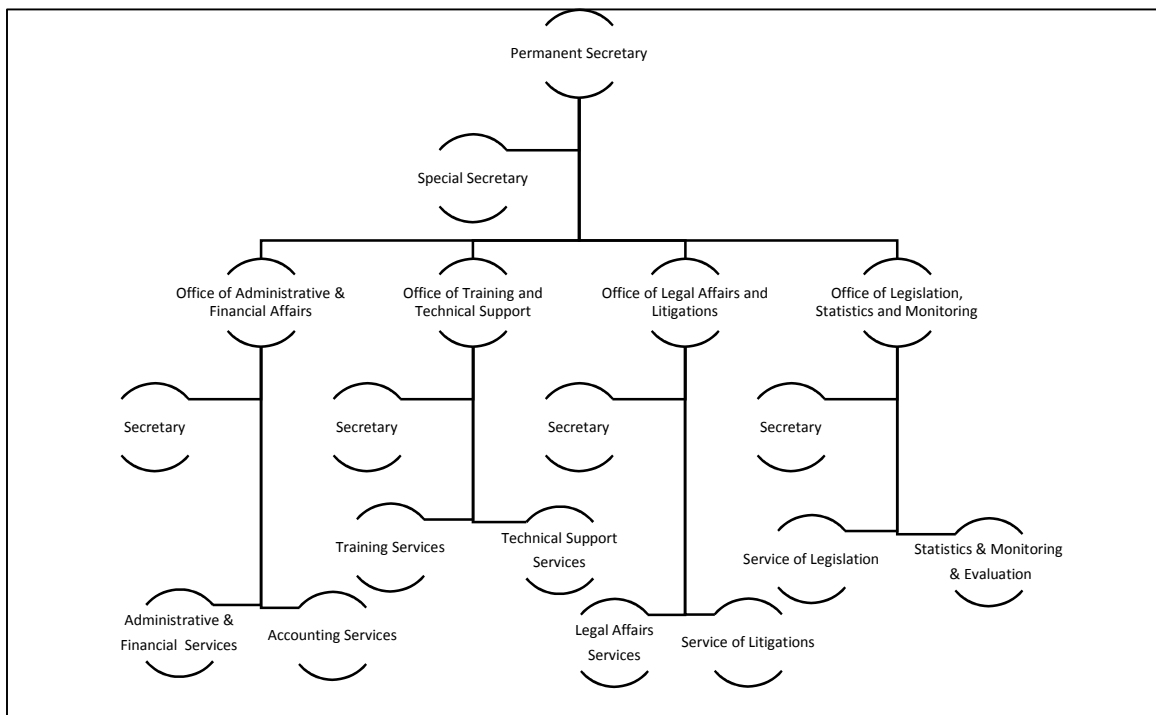 Permanent Secretary
Special Secretary
Office of Administrative &
Financial Affairs
Office of Training and
Technical Support
Office of Legal Affairs and
Litigations
Office of Legislation,
Statistics and Monitoring
Secretary
Secretary
Secretary
Secretary
Training Services
Technical Support
Services
Service of Legislation
Statistics & Monitoring
& Evaluation
Administrative &
Financial Services
Accounting Services
Legal Affairs
Services
Service of Litigations